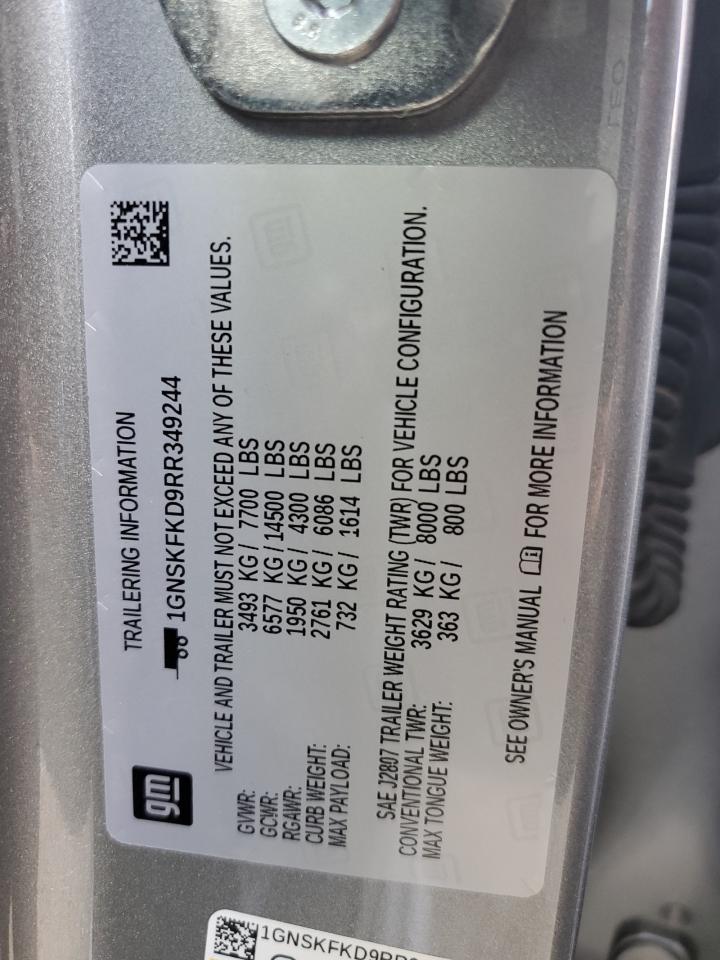 LEO
TRAILERING INFORMATION
gm
1GNSKFKD9RR349244
VEHICLE AND TRAILER MUST NOT EXCEED ANY OF THESE VALUES.
GVWR: 3493 KG / 7700 LBS
GCWR: 6577 KG / 14500 LBS
RGAWR: 1950 KG / 4300 LBS
CURB WEIGHT: 2761 KG / 6086 LBS
MAX PAYLOAD: 732 KG / 1614 LBS
SAE J2807 TRAILER WEIGHT RATING (TWR) FOR VEHICLE CONFIGURATION.
CONVENTIONAL TWR: 3629 KG / 8000 LBS
MAX TONGUE WEIGHT: 363 KG / 800 LBS
SEE OWNER'S MANUAL FOR MORE INFORMATION
1GNSKFKD9RR